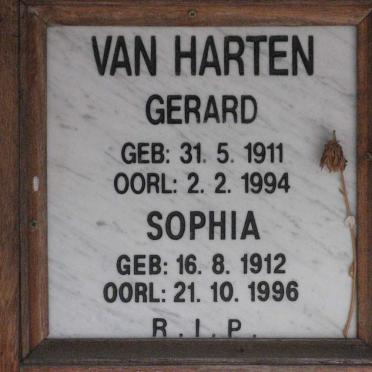 VAN HARTEN
GERARD
GEB: 31. 5. 1911
OORL: 2. 2. 1994
SOPHIA
GEB: 16. 8. 1912
OORL: 21. 10. 1996
R. I. P.